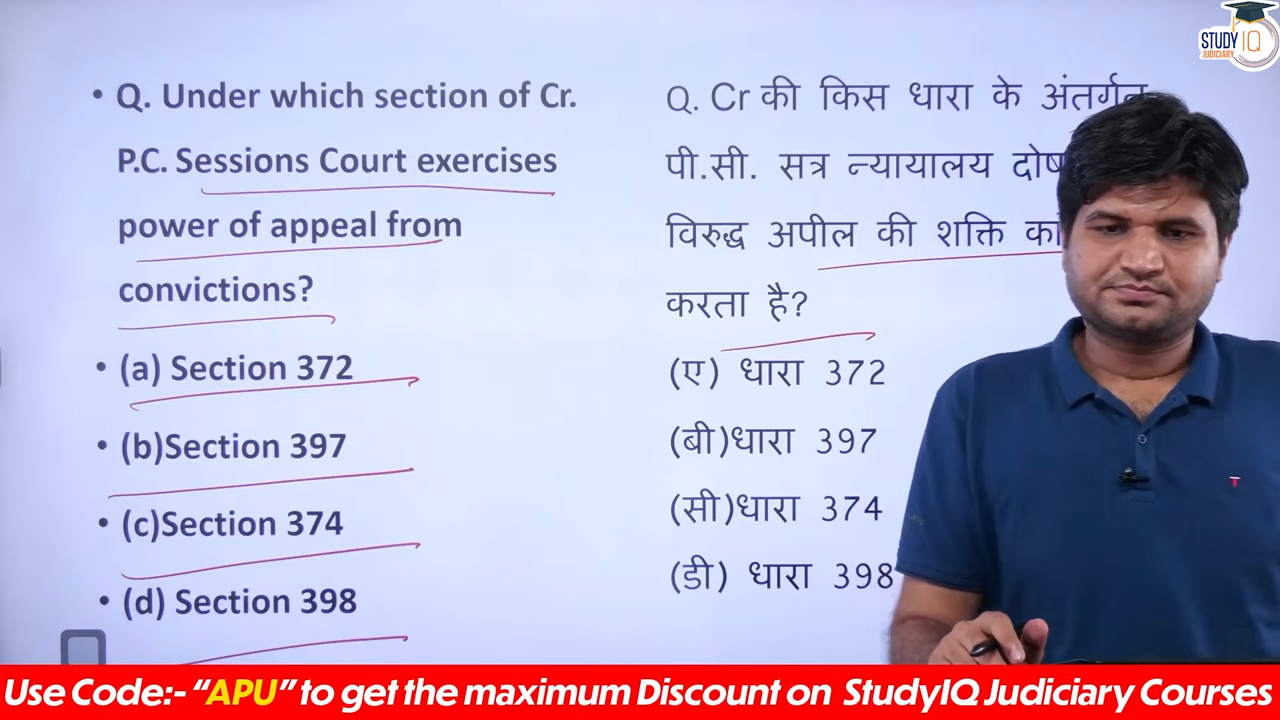 STUDY IQ
JUDICIARY
• Q. Under which section of Cr.
P.C. Sessions Court exercises
power of appeal from
convictions?
• (a) Section 372
• (b)Section 397
• (c)Section 374
• (d) Section 398
Q. Cr की किस धारा के अंतर्गत
पी.सी. सत्र न्यायालय
विरुद्ध अपील की शक्ति
करता है?
(ए) धारा 372
(बी)धारा 397
(सी)धारा 374
(डी) धारा 398
Use Code:- “APU” to get the maximum Discount on StudyIQ Judiciary Courses